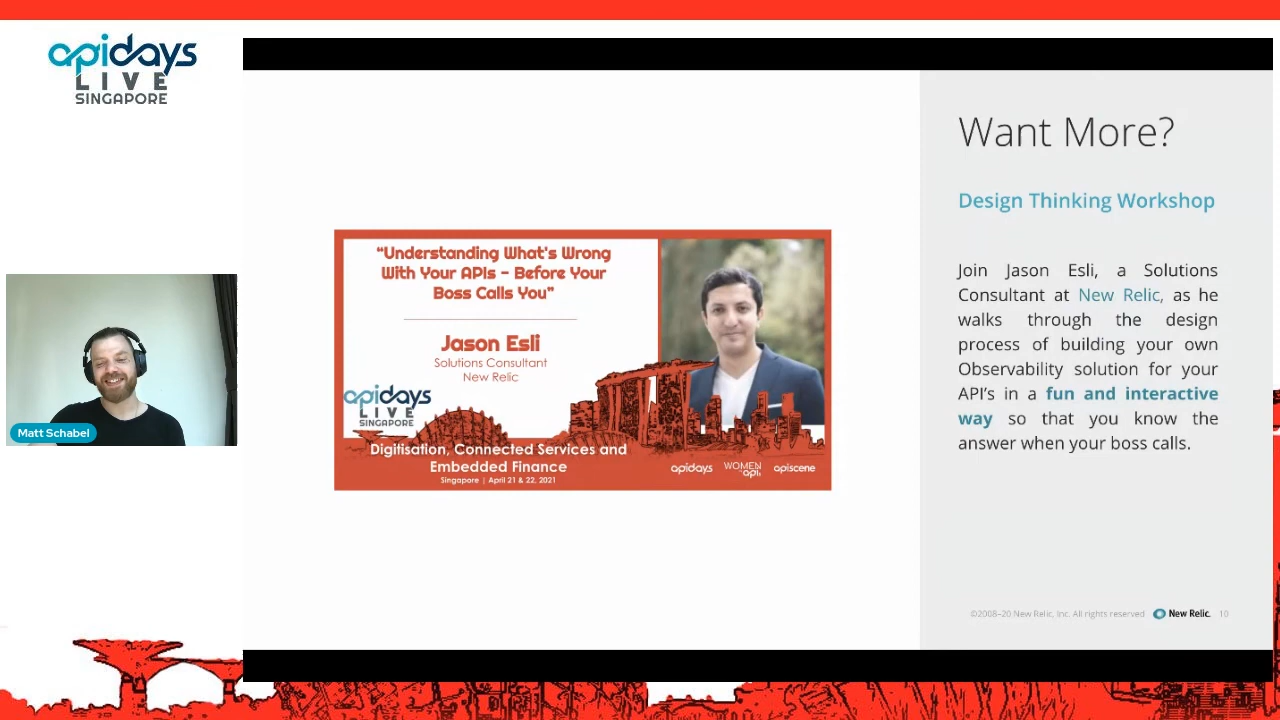 apidays
LIVE
SINGAPORE
Matt Schabel
“Understanding What's Wrong
With Your APIs - Before Your
Boss Calls You”
Jason Esli
Solutions Consultant
New Relic
apidays
LIVE
SINGAPORE
Digitisation, Connected Services and
Embedded Finance
Singapore | April 21 & 22, 2021
apidays
WOMEN
in apis
apiscene
Want More?
Design Thinking Workshop
Join Jason Esli, a Solutions
Consultant at New Relic, as he
walks through the design
process of building your own
Observability solution for your
API’s in a fun and interactive
way so that you know the
answer when your boss calls.
©2008–20 New Relic, Inc. All rights reserved
New Relic.
10